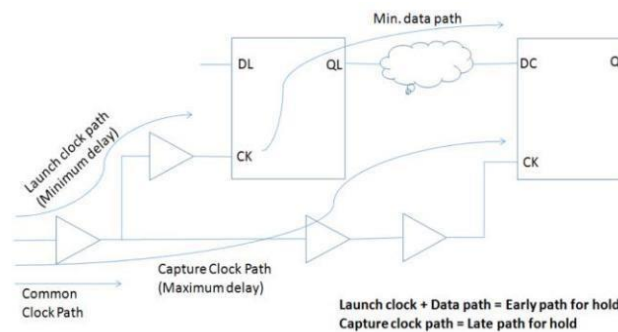 Min. data path
DL
QL
DC
Q
CK
CK
Launch clock path
(Minimum delay)
Capture Clock Path
(Maximum delay)
Common
Clock Path
Launch clock + Data path = Early path for hold
Capture clock path = Late path for hold